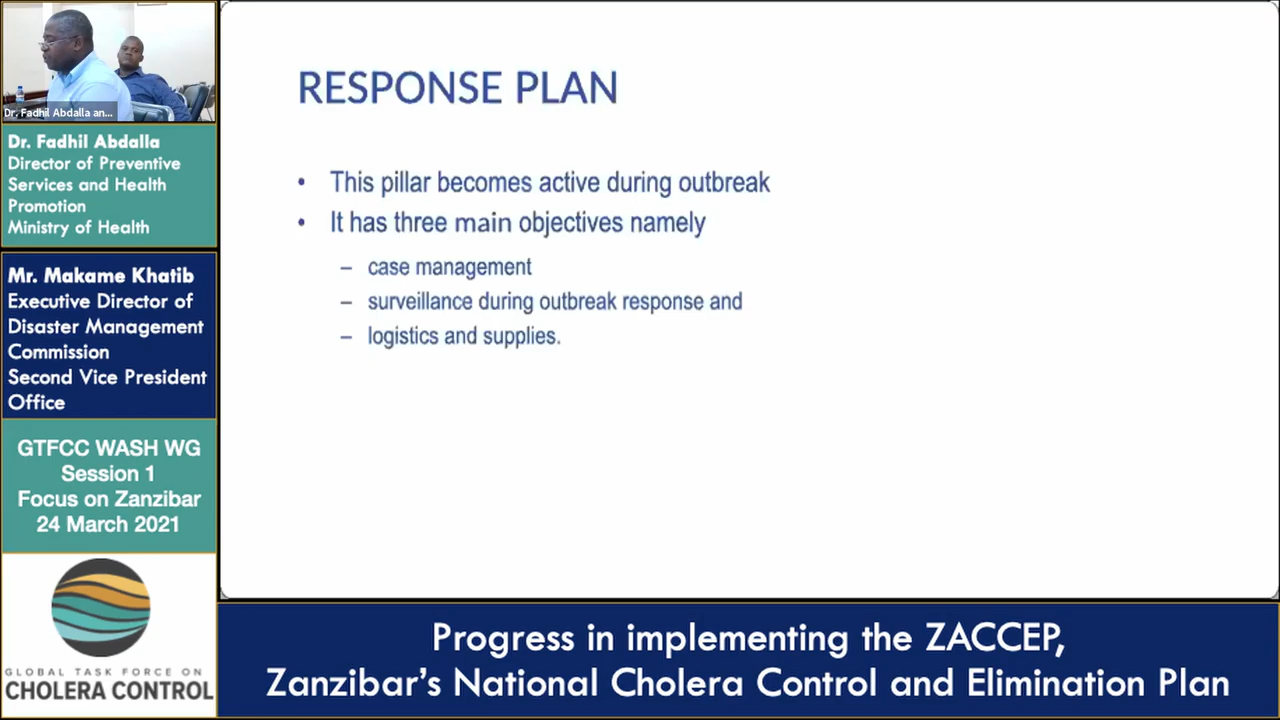 Dr. Fadhil Abdalla an...
Dr. Fadhil Abdalla
Director of Preventive
Services and Health
Promotion
Ministry of Health
Mr. Makame Khatib
Executive Director of
Disaster Management
Commission
Second Vice President
Office
GTFCC WASH WG
Session 1
Focus on Zanzibar
24 March 2021
GLOBAL TASK FORCE ON
CHOLERA CONTROL
RESPONSE PLAN
• This pillar becomes active during outbreak
• It has three main objectives namely
– case management
– surveillance during outbreak response and
– logistics and supplies.
Progress in implementing the ZACCEP,
Zanzibar's National Cholera Control and Elimination Plan